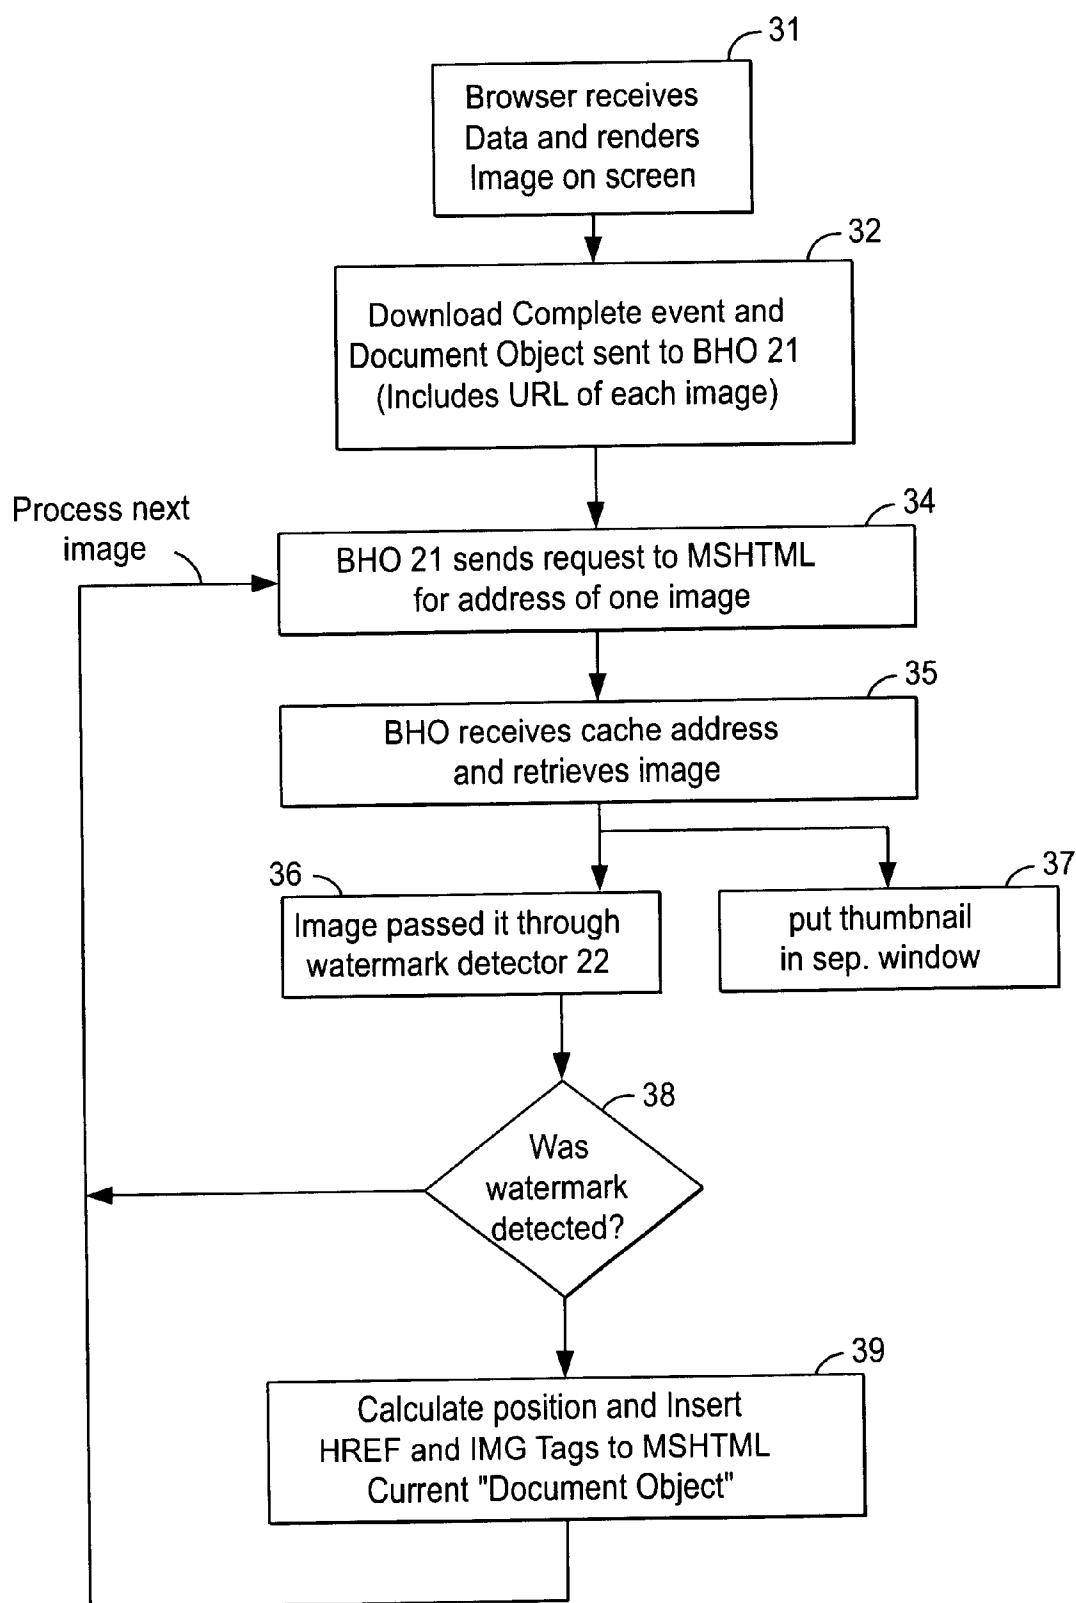 31
Browser receives
Data and renders
Image on screen
32
Download Complete event and
Document Object sent to BHO 21
(Includes URL of each image)
Process next
image
34
BHO 21 sends request to MSHTML
for address of one image
35
BHO receives cache address
and retrieves image
36
Image passed it through
watermark detector 22
37
put thumbnail
in sep. window
38
Was
watermark
detected?
39
Calculate position and Insert
HREF and IMG Tags to MSHTML
Current "Document Object"